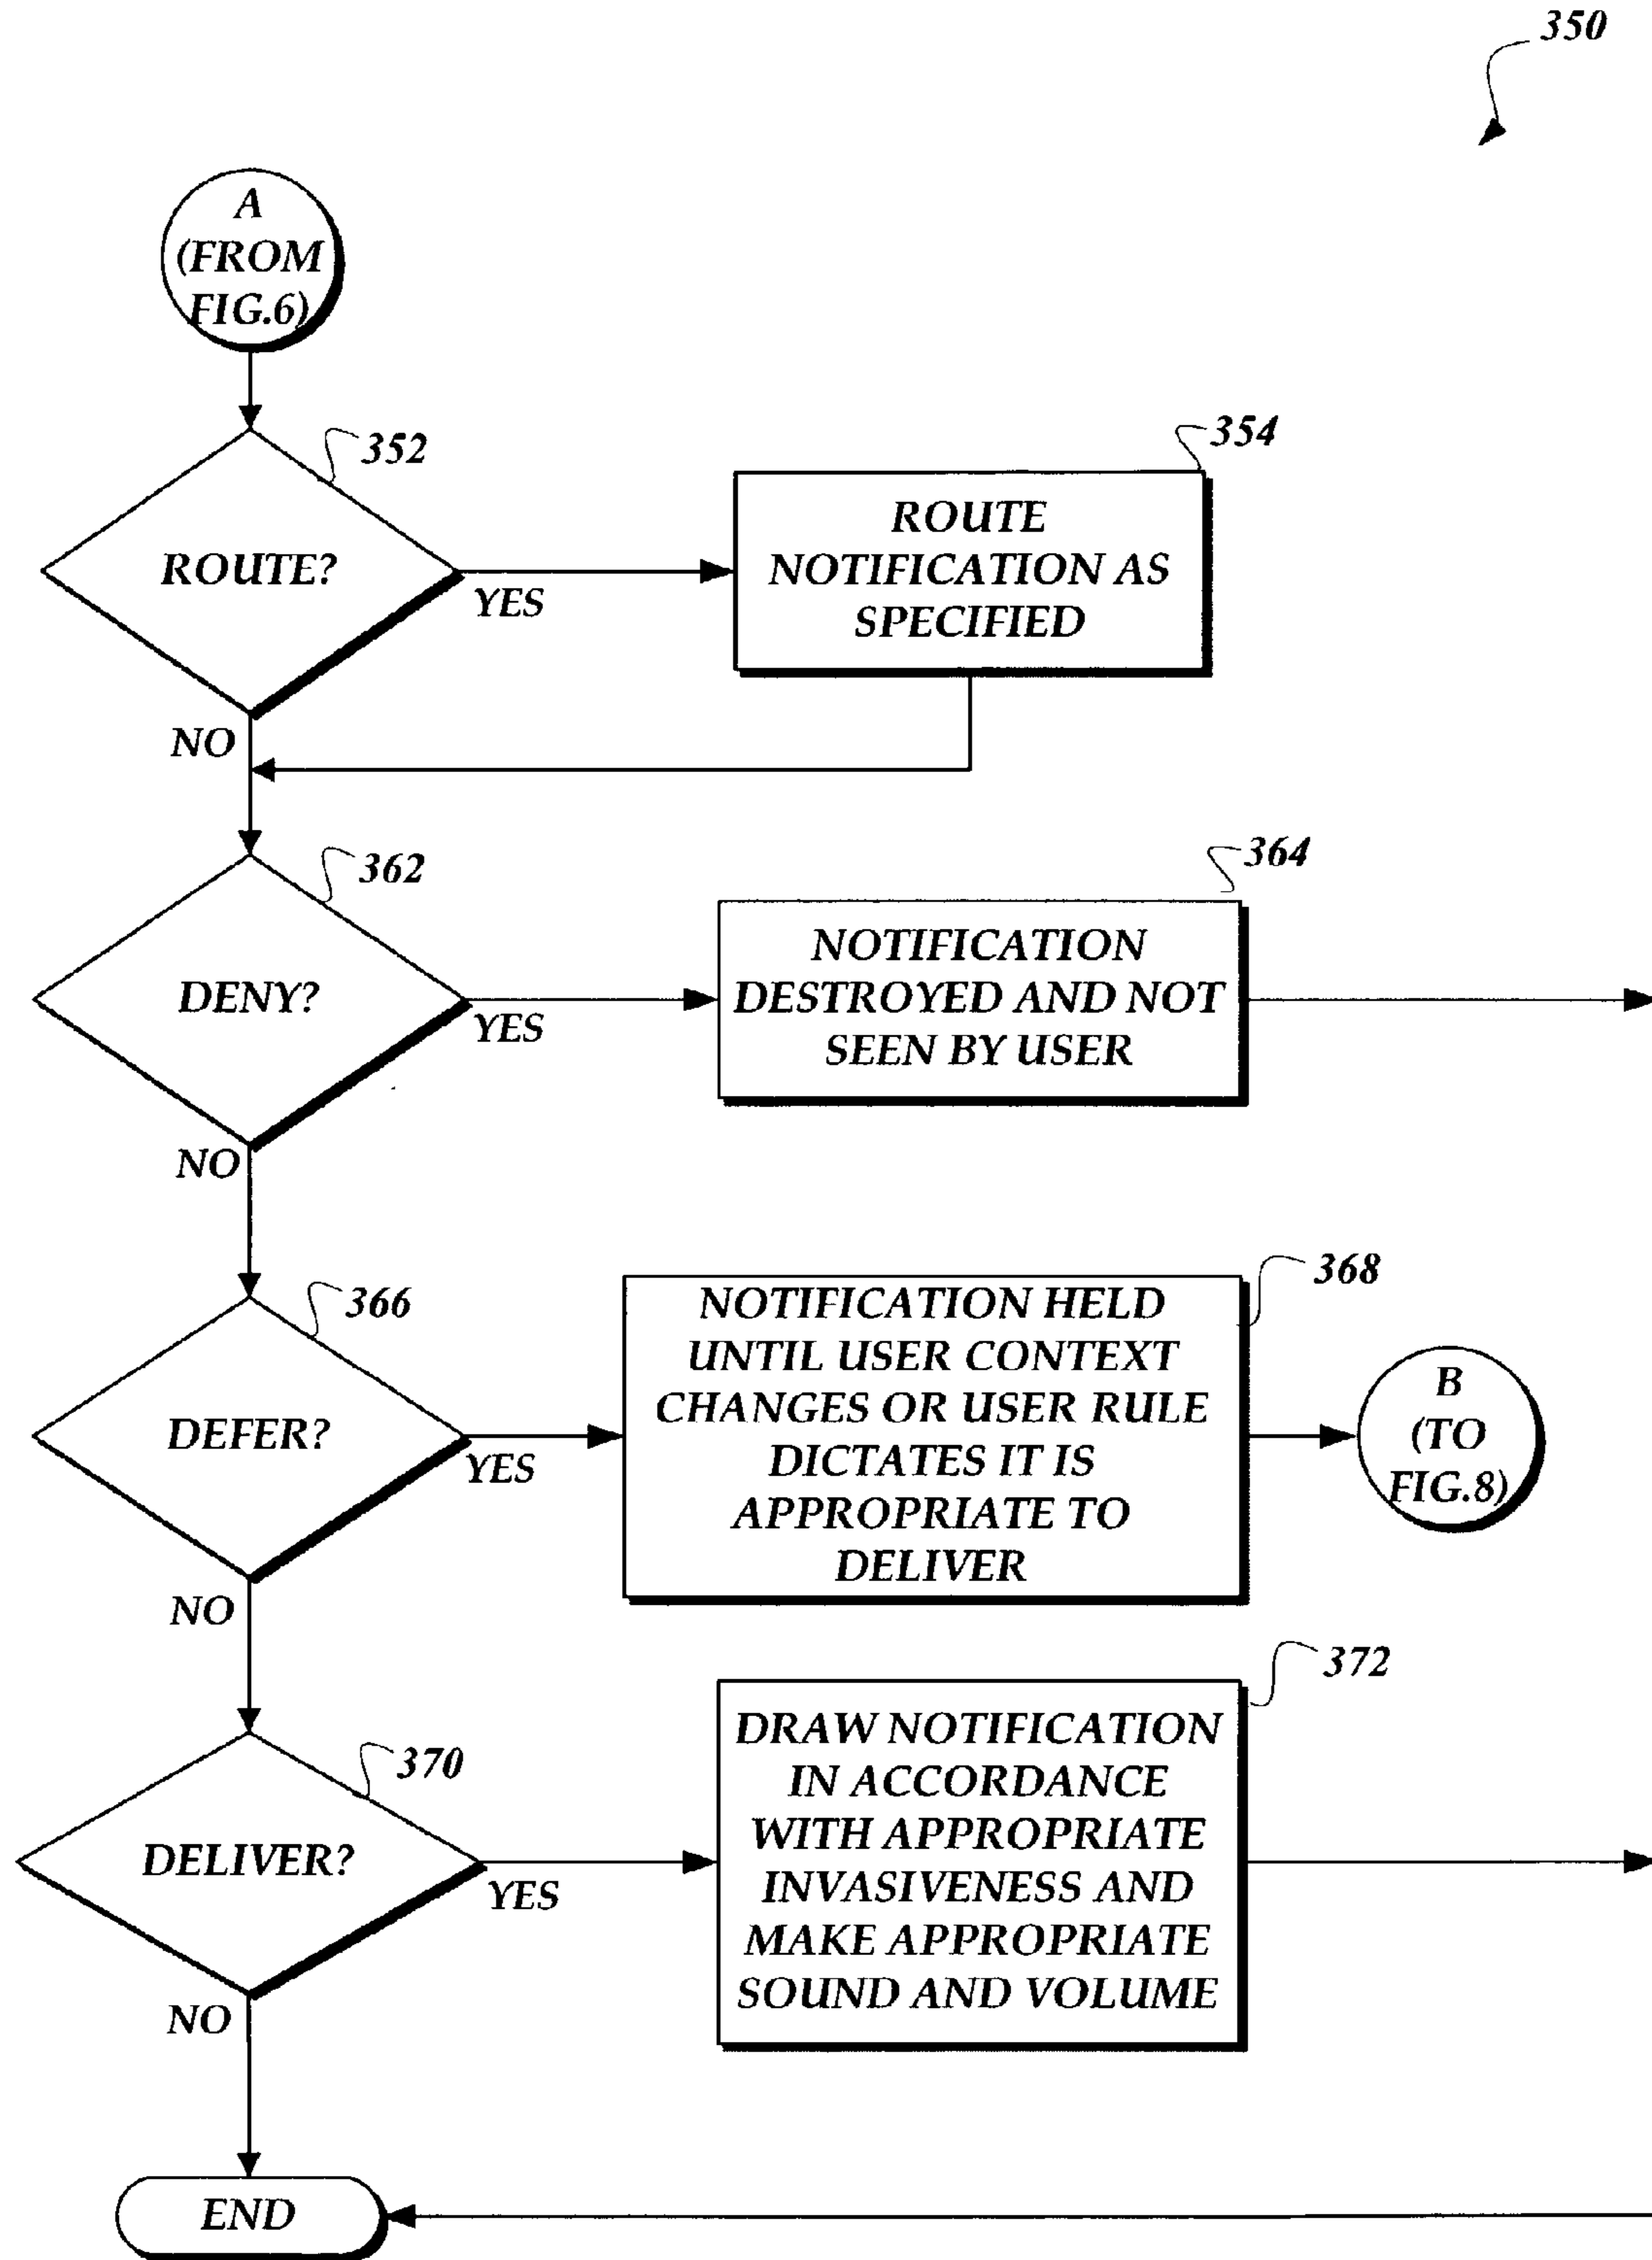 350
A
(FROM
FIG.6)
352
ROUTE?
YES
NO
354
ROUTE
NOTIFICATION AS
SPECIFIED
362
DENY?
YES
NO
364
NOTIFICATION
DESTROYED AND NOT
SEEN BY USER
366
DEFER?
YES
NO
368
NOTIFICATION HELD
UNTIL USER CONTEXT
CHANGES OR USER RULE
DICTATES IT IS
APPROPRIATE TO
DELIVER
B
(TO
FIG.8)
370
DELIVER?
YES
NO
372
DRAW NOTIFICATION
IN ACCORDANCE
WITH APPROPRIATE
INVASIVENESS AND
MAKE APPROPRIATE
SOUND AND VOLUME
END